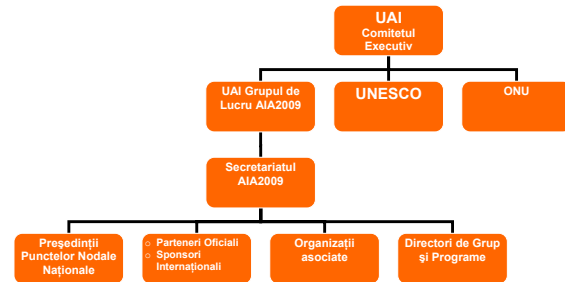 UAI
Comitetul
Executiv
UAI Grupul de
Lucru AIA2009
UNESCO
ONU
Secretariatul
AIA2009
Preşedinţii
Punctelor Nodale
Naţionale
o Parteneri Oficiali
o Sponsori
Internaţionali
Organizaţii
asociate
Directori de Grup
şi Programe